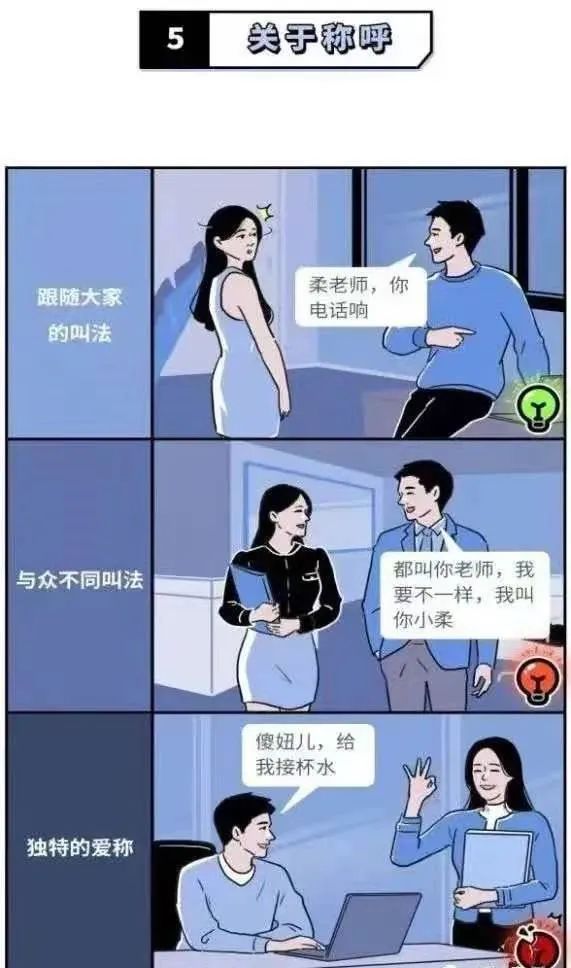 5 关于称呼
跟随大家
的叫法
柔老师，你
电话响
与众不同叫法
都叫你老师，我
要不一样，我叫
你小柔
独特的爱称
傻妞儿，给
我接杯水